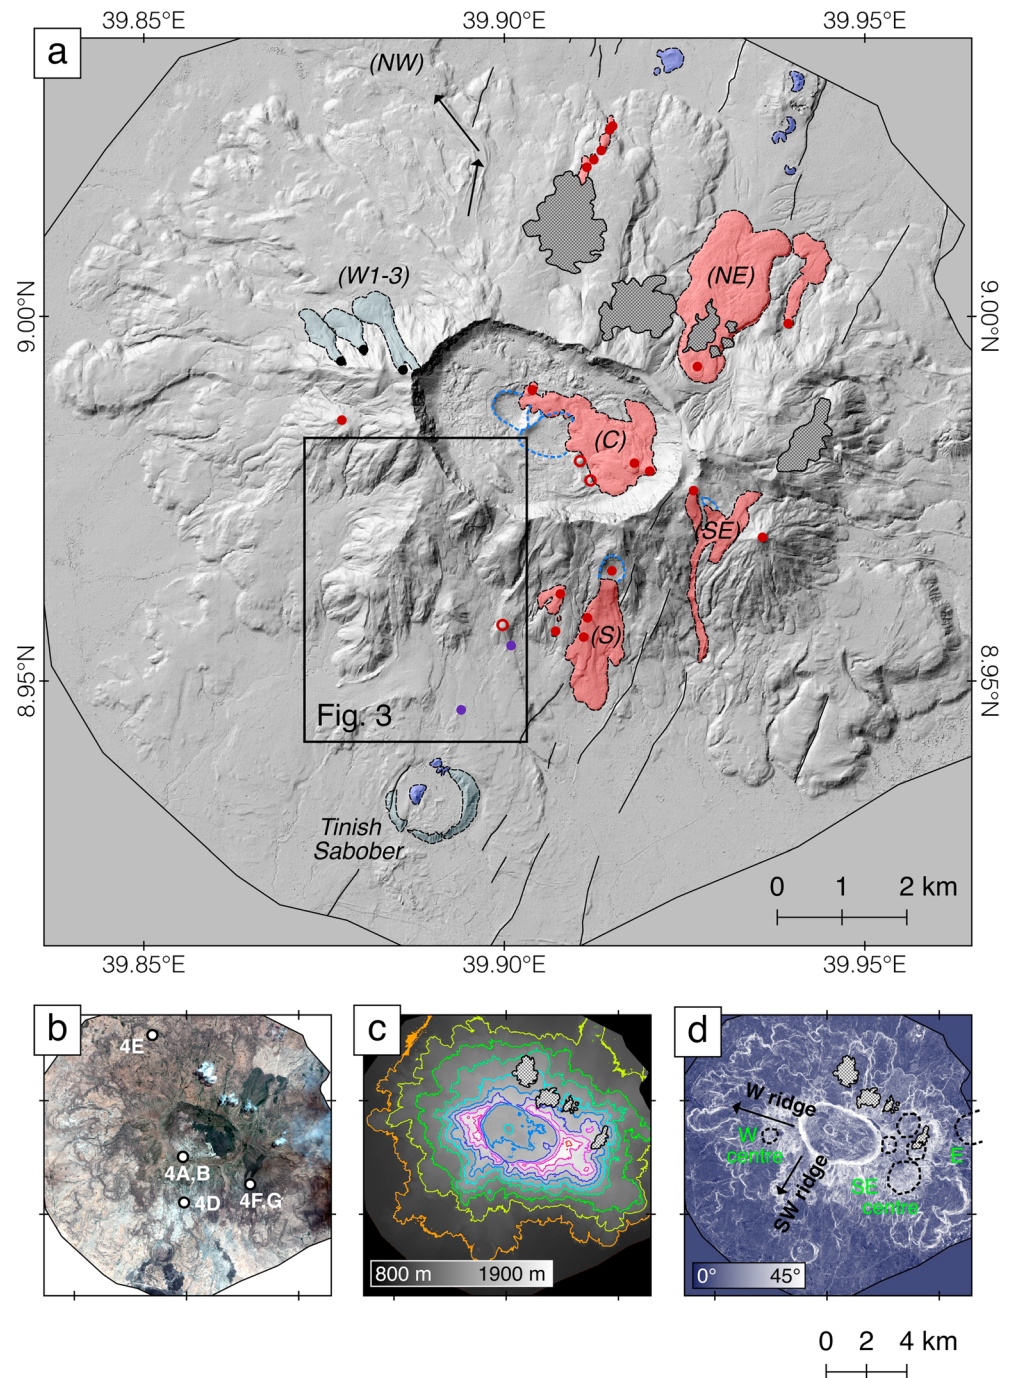 39.85°E 39.90°E 39.95°E
a
(NW)
(W1-3)
(NE)
9.00°N
9.00°N
(C)
(SE)
(S)
8.95°N
8.95°N
Fig. 3
Tinish
Sabober
0 1 2 km
39.85°E 39.90°E 39.95°E
b
4E
4A,B
4D
4F,G
c
800 m 1900 m
d
W ridge
W
centre
E
SE
centre
SW ridge
0° 45°
0 2 4 km